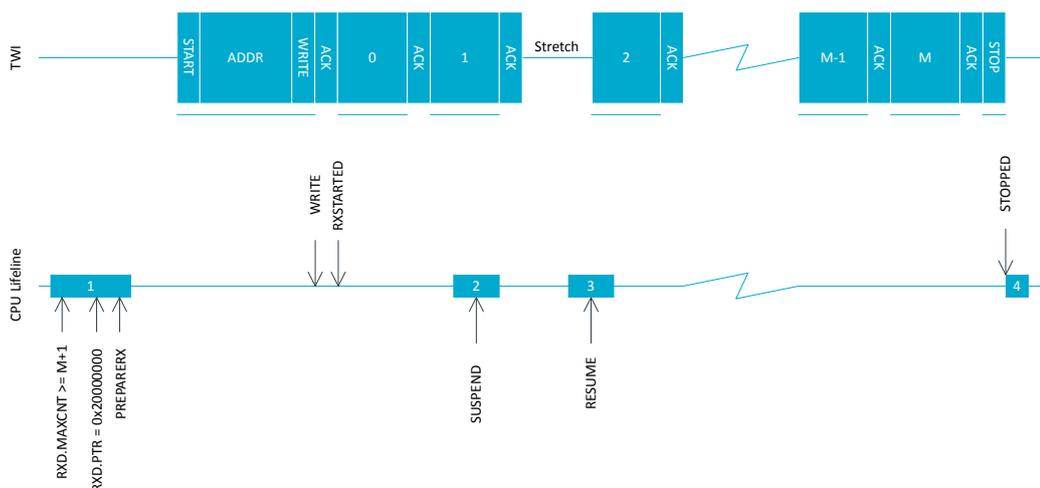 TWI
START
ADDR
WRITE
ACK
0
ACK
1
ACK
Stretch
2
ACK
M-1
ACK
M
ACK
STOP
WRITE
RXSTARTED
STOPPED
CPU Lifeline
1
2
3
4
RXD.MAXCNT >= M+1
RXD.PTR = 0x20000000
PREPARERX
SUSPEND
RESUME